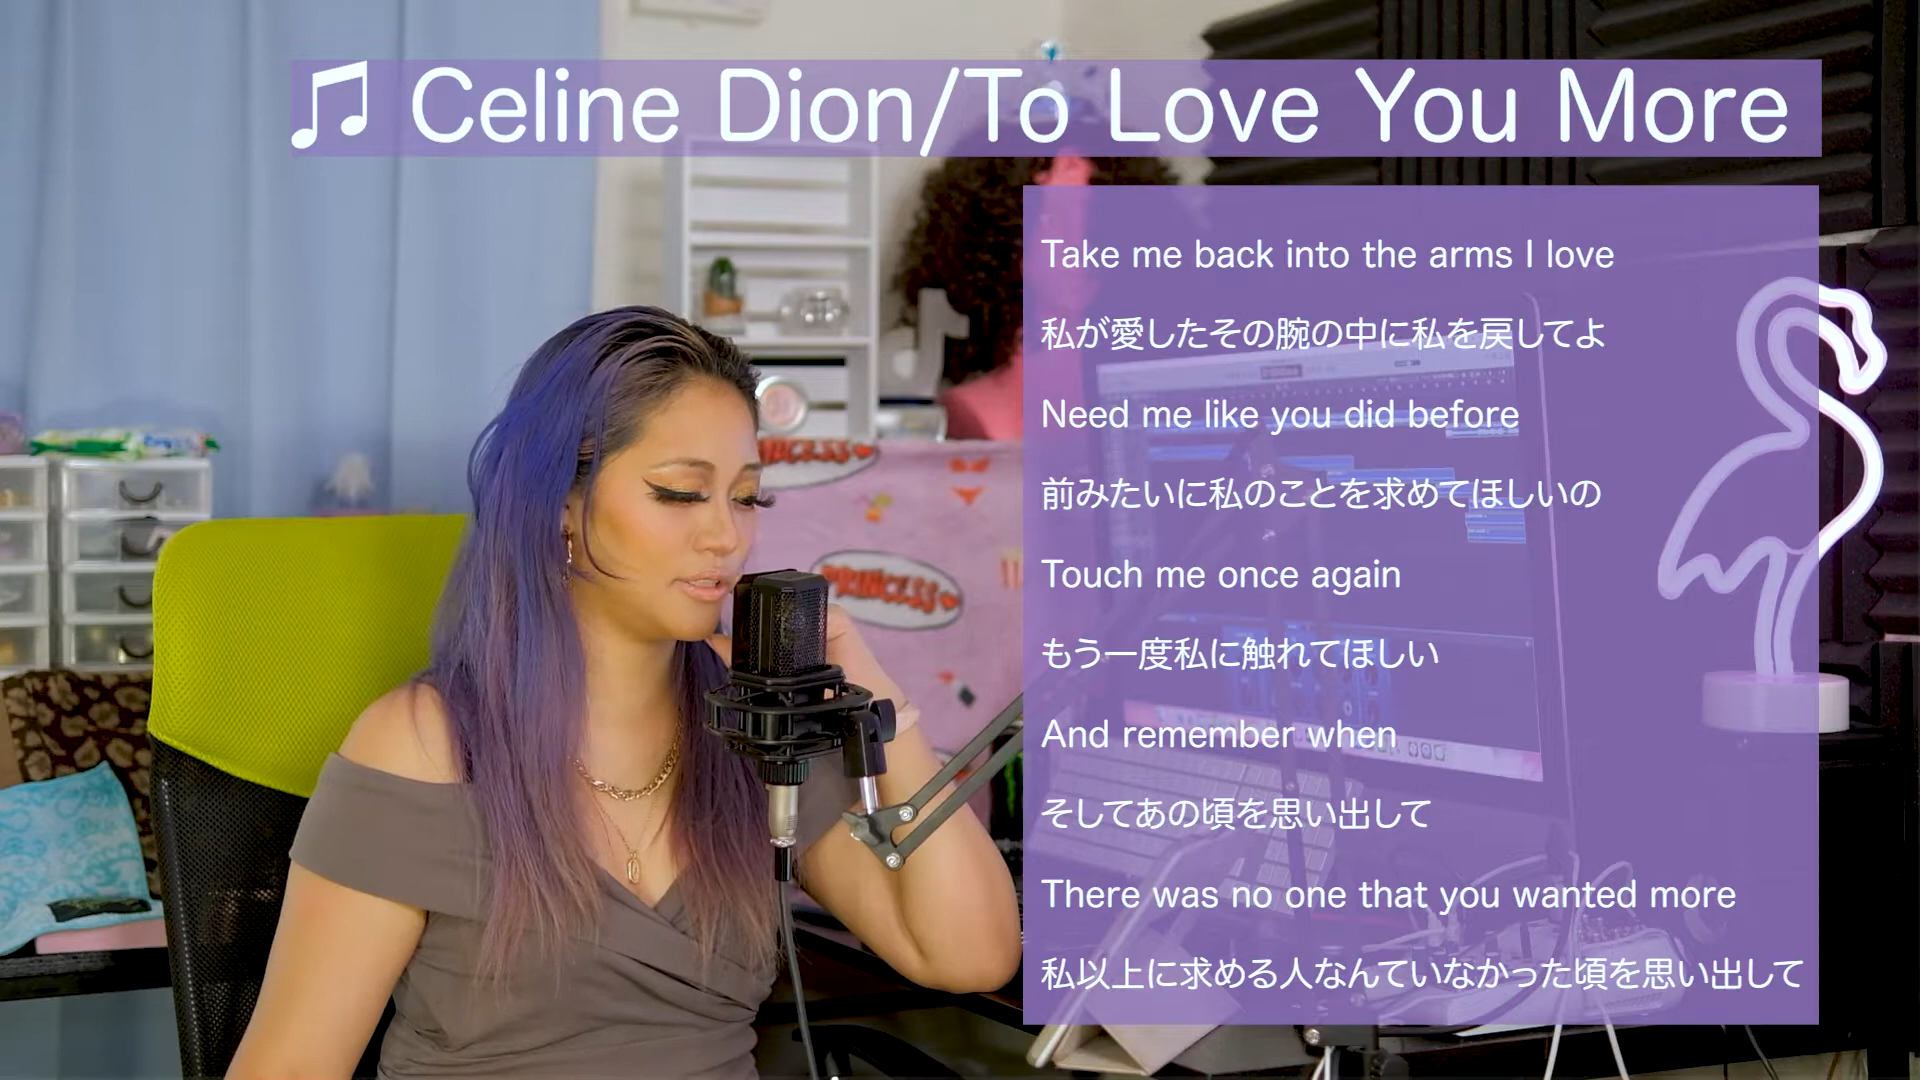 ♫ Celine Dion/To Love You More
Take me back into the arms I love
私が愛したその腕の中に私を戻してよ
Need me like you did before
前みたいに私のことを求めてほしいの
Touch me once again
もう一度私に触れてほしい
And remember when
そしてあの頃を思い出して
There was no one that you wanted more
私以上に求める人なんていなかった頃を思い出して
PRINCESS
PRINCESS